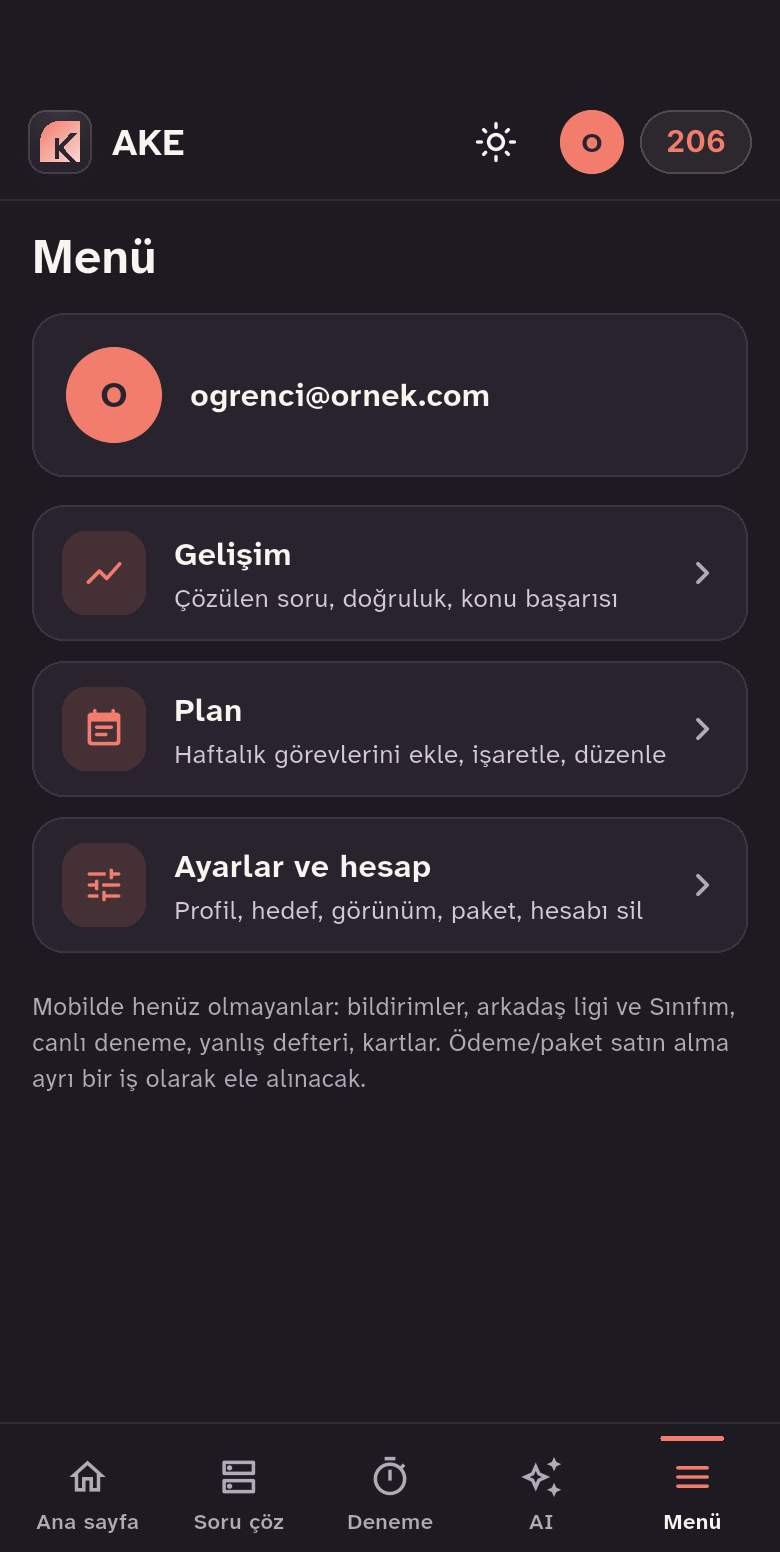 K
AKE
O
206
Menü
O
ogrenci@ornek.com
Gelişim
Çözülen soru, doğruluk, konu başarısı
Plan
Haftalık görevlerini ekle, işaretle, düzenle
Ayarlar ve hesap
Profil, hedef, görünüm, paket, hesabı sil
Mobilde henüz olmayanlar: bildirimler, arkadaş ligi ve Sınıfım,
canlı deneme, yanlış defteri, kartlar. Ödeme/paket satın alma
ayrı bir iş olarak ele alınacak.
Ana sayfa
Soru çöz
Deneme
AI
Menü